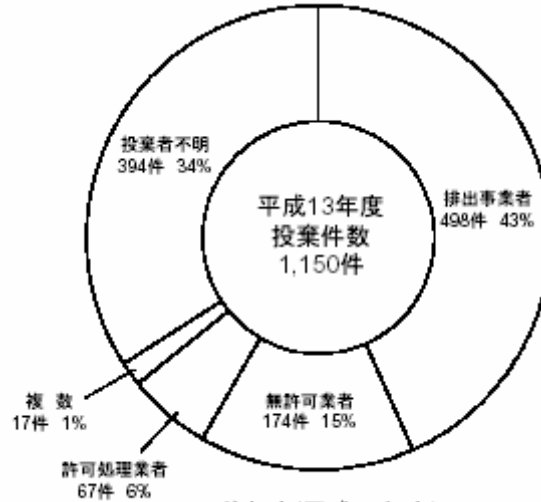 投棄者不明
394件 34%
平成13年度
投棄件数
1,150件
排出事業者
498件 43%
無許可業者
174件 15%
複 数
17件 1%
許可処理業者
67件 6%